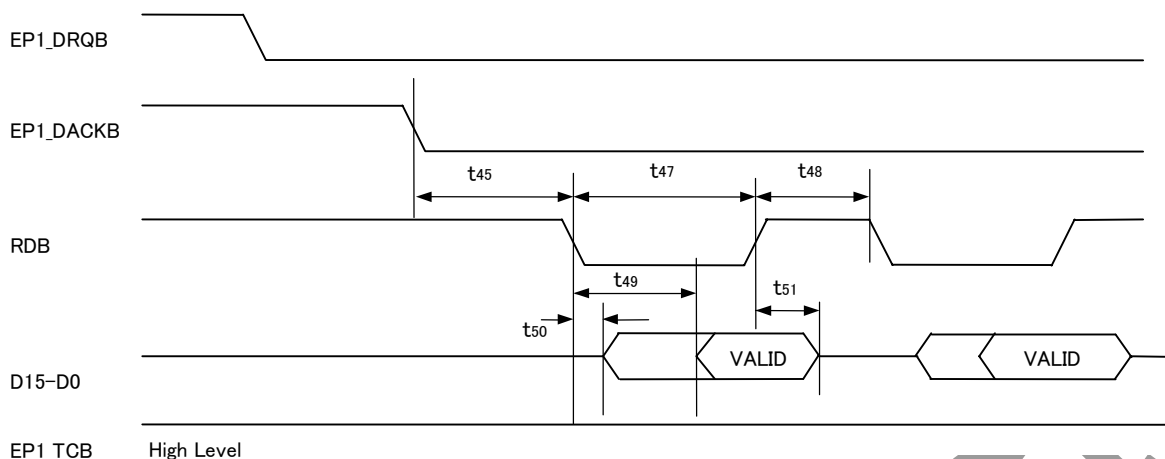 EP1_DRQB
EP1_DACKB
t45
t47
t48
RDB
t49
t51
t50
VALID
VALID
D15-D0
EP1 TCB
High Level